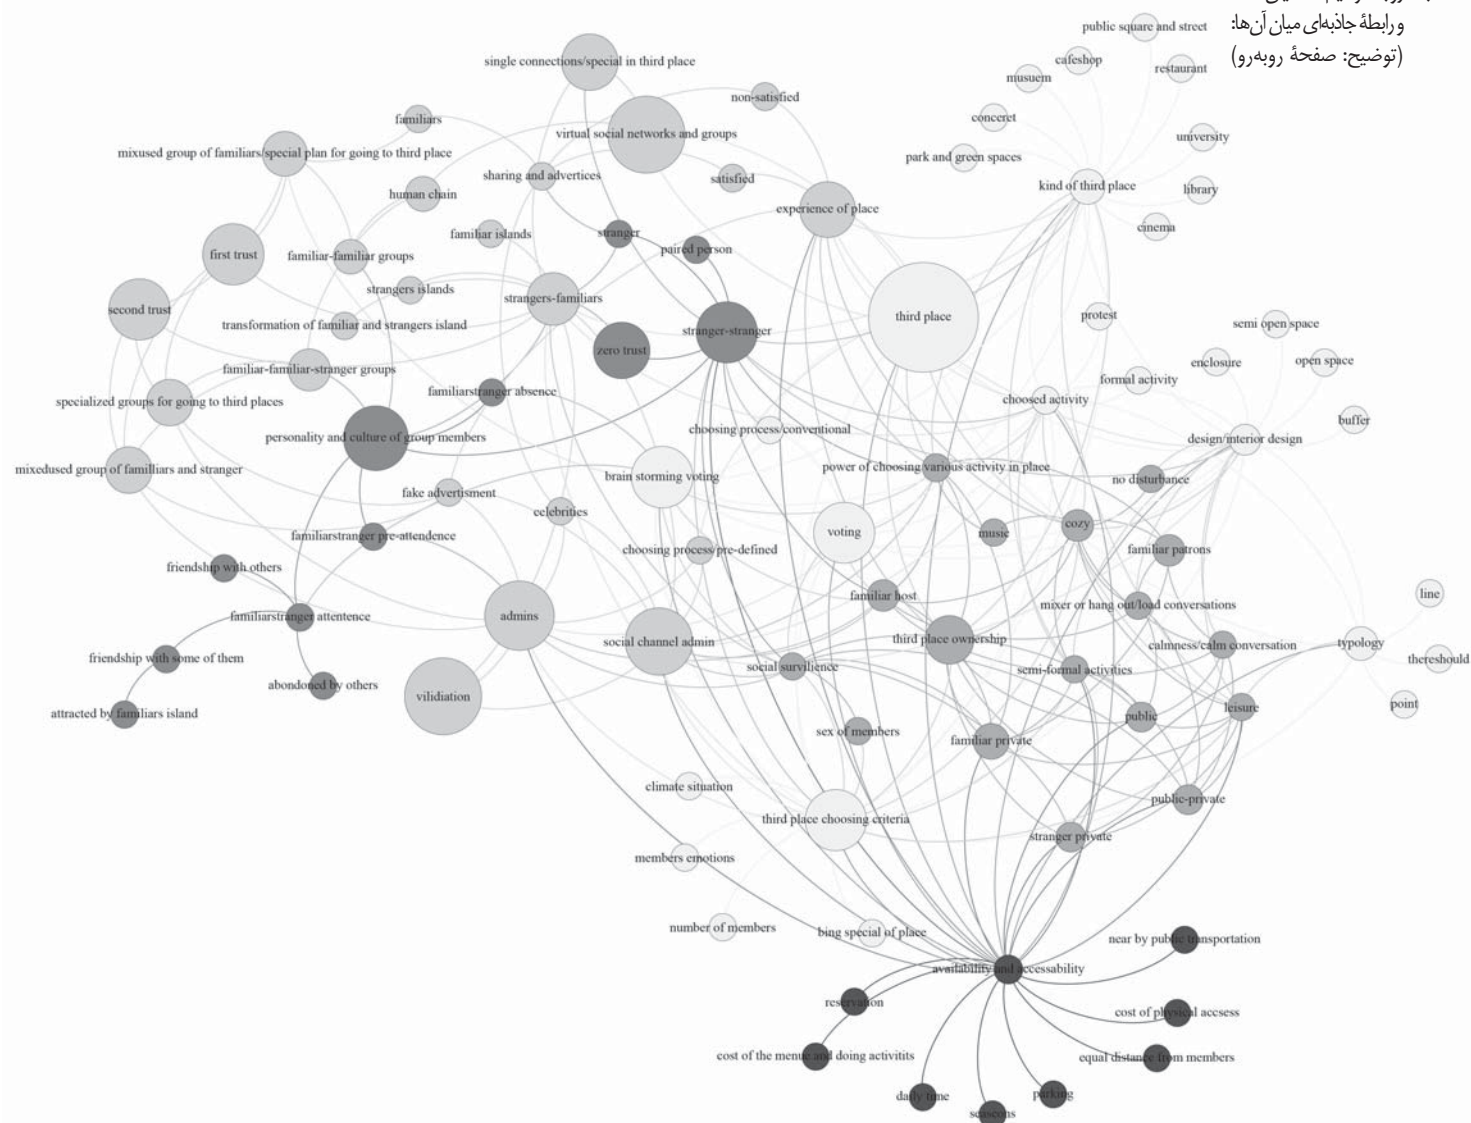 و رابطهٔ جاذبه‌ای میان آن‌ها:
(توضیح: صفحهٔ روبه‌رو)
public square and street
single connections/special in third place
cafeshop
restaurant
musuem
non-satisfied
familiars
conceret
virtual social networks and groups
university
mixused group of familiars/special plan for going to third place
park and green spaces
sharing and advertices
satisfied
kind of third place
library
human chain
experience of place
cinema
familiar islands
stranger
paired person
first trust
familiar-familiar groups
strangers islands
strangers-familiars
second trust
third place
protest
transformation of familiar and strangers island
stranger-stranger
semi open space
zero trust
enclosure
open space
familiar-familiar-stranger groups
formal activity
familiarstranger absence
specialized groups for going to third places
choosed activity
buffer
choosing process/conventional
personality and culture of group members
design/interior design
mixedused group of familliars and stranger
power of choosing/various activity in place
brain storming voting
no disturbance
fake advertisment
celebrities
cozy
voting
music
familiarstranger pre-attendence
choosing process/pre-defined
familiar patrons
friendship with others
familiar host
line
mixer or hang out/load conversations
familiarstranger attentence
admins
social channel admin
third place ownership
calmness/calm conversation
typology
friendship with some of them
social survilience
semi-formal activities
thereshould
abondoned by others
vilidiation
point
attracted by familiars island
public
leisure
sex of members
familiar private
climate situation
public-private
third place choosing criteria
stranger private
members emotions
number of members
bing special of place
near by public transportation
availability and accessability
reservation
cost of physical accsess
cost of the menue and doing activitits
equal distance from members
daily time
parking
seaseons